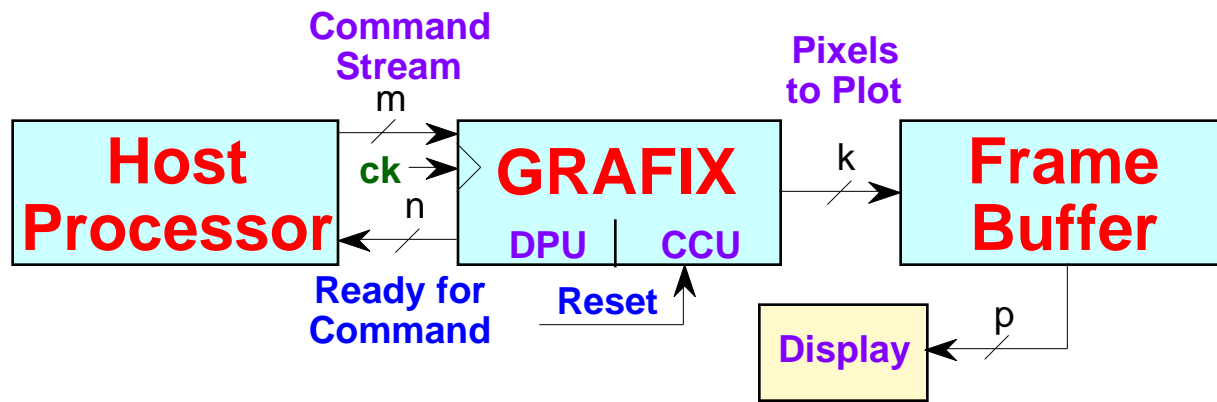 Command
Stream
m
Pixels
to Plot
Host
Processor
ck
GRAFIX
k
Frame
Buffer
n
DPU
CCU
Ready for
Command
Reset
p
Display